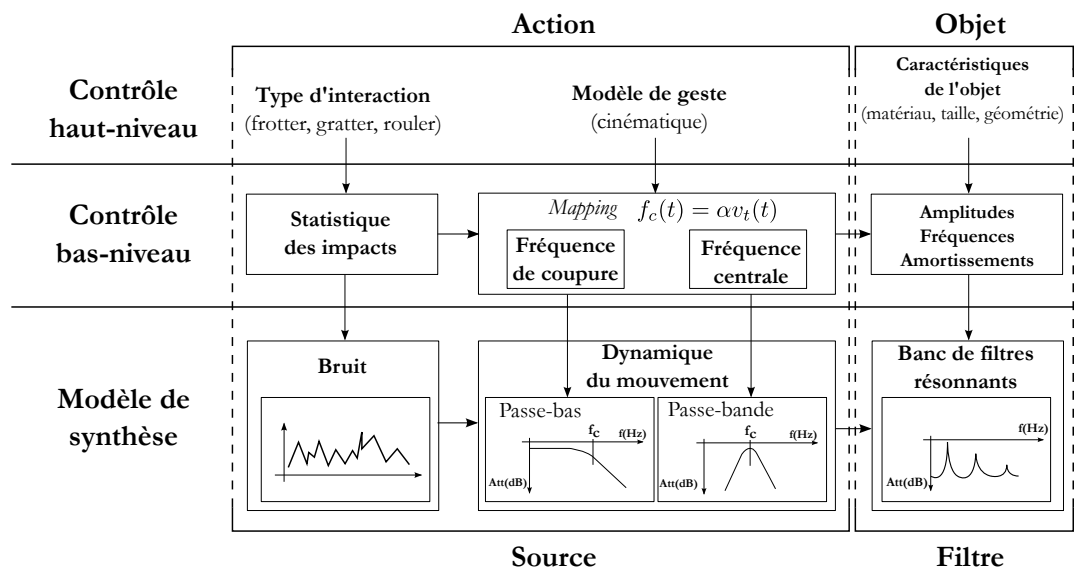 Action
Objet
Contrôle
haut-niveau
Type d'interaction
(frotter, gratter, rouler)
Modèle de geste
(cinématique)
Caractéristiques
de l'objet
(matériau, taille, géométrie)
Contrôle
bas-niveau
Statistique
des impacts
Mapping f_c(t) = αv_t(t)
Fréquence
de coupure
Fréquence
centrale
Amplitudes
Fréquences
Amortissements
Modèle de
synthèse
Bruit
Dynamique
du mouvement
Passe-bas
f_c f(Hz)
Att(dB)
Passe-bande
f_c f(Hz)
Att(dB)
Banc de filtres
résonnants
f(Hz)
Att(dB)
Source
Filtre